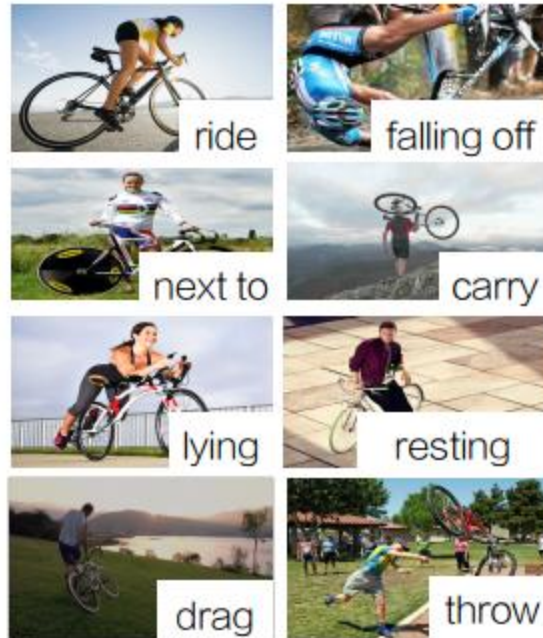 ride
falling off
next to
carry
lying
resting
drag
throw